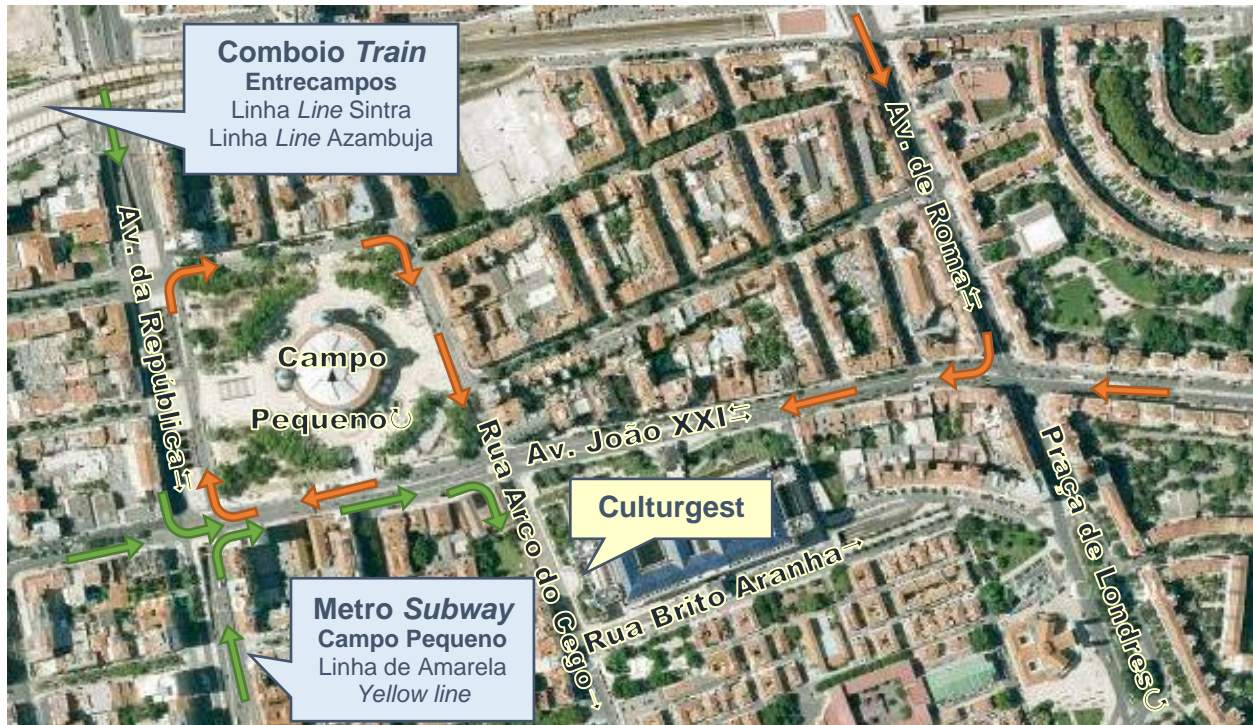 Comboio Train
Entrecampos
Linha Line Sintra
Linha Line Azambuja
Av. de Roma⇆
Av. da República⇆
Campo
Pequeno↻
Av. João XXI⇆
Rua Arco do Cego→
Culturgest
Rua Brito Aranha→
Praça de Londres↻
Metro Subway
Campo Pequeno
Linha de Amarela
Yellow line